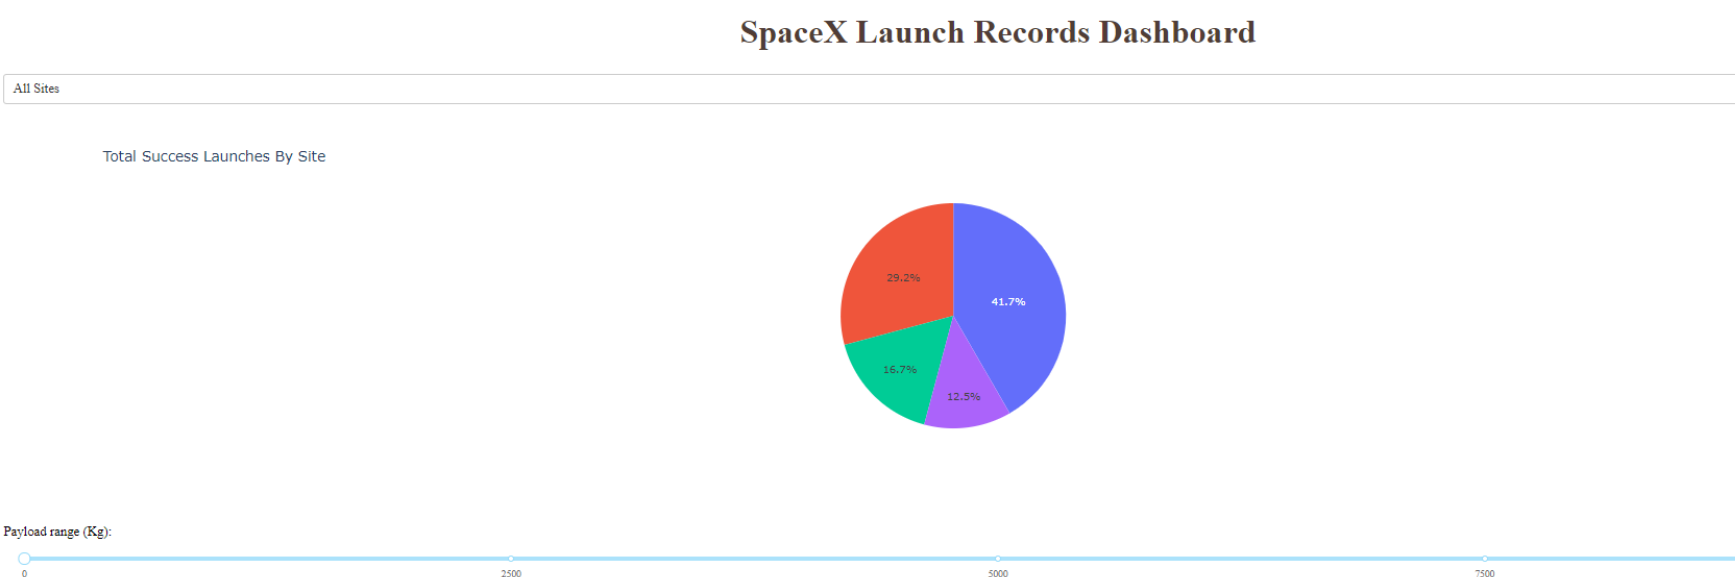 SpaceX Launch Records Dashboard
All Sites
Total Success Launches By Site
29.2%
41.7%
16.7%
12.5%
Payload range (Kg):
0 2500 5000 7500